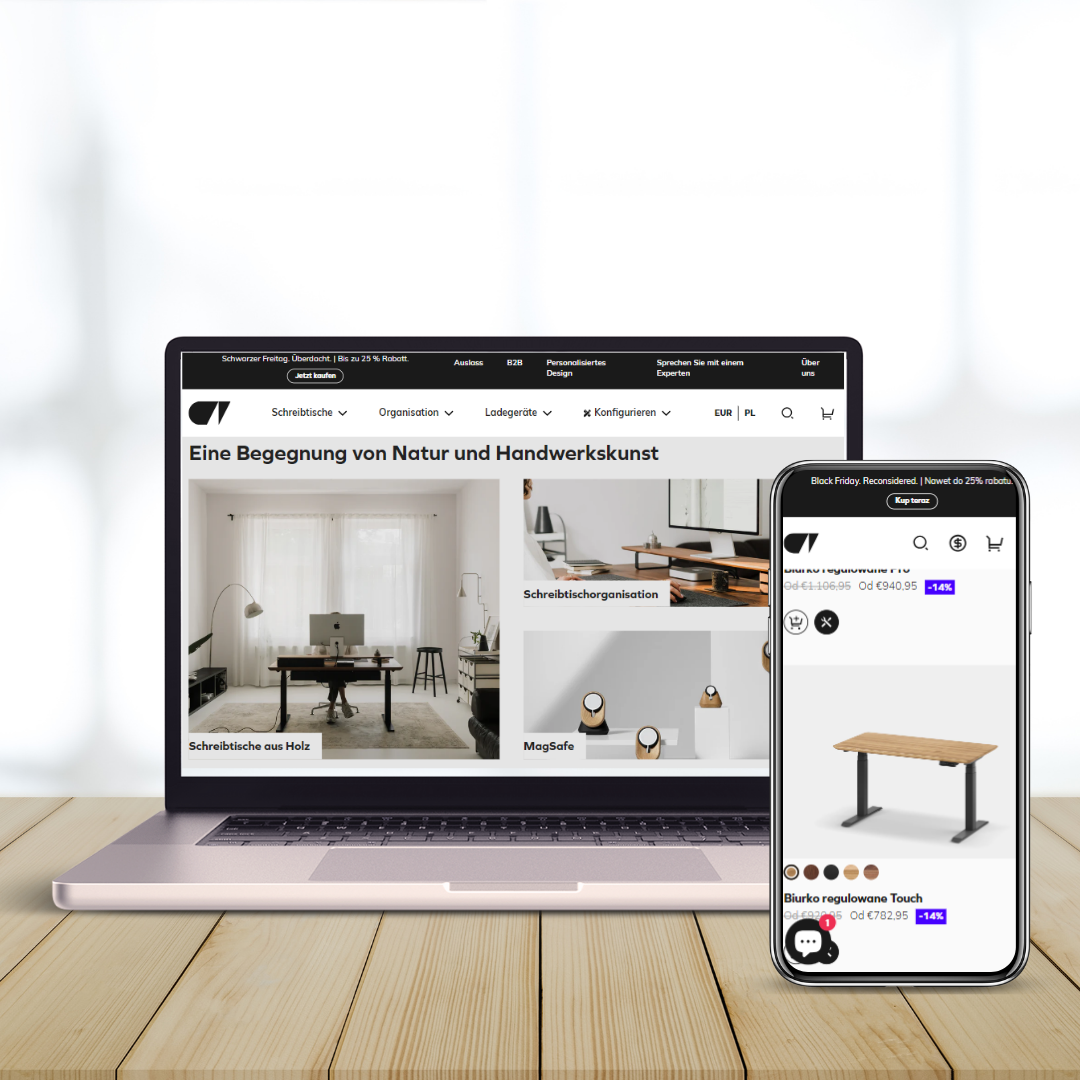 Schwarzer Freitag. Überdacht. | Bis zu 25 % Rabatt.
Jetzt kaufen
Auslass
B2B
Personalisiertes
Design
Sprechen Sie mit einem
Experten
Über
uns
Schreibtische
Organisation
Ladegeräte
Konfigurieren
EUR | PL
Eine Begegnung von Natur und Handwerkskunst
Schreibtische aus Holz
Schreibtischorganisation
MagSafe
Black Friday. Reconsidered. | Nawet do 25% rabatu.
Kup teraz
Biurko regulowane Pro
Od €1.106,95 Od €940,95 -14%
Biurko regulowane Touch
Od Od €782,95 -14%
1